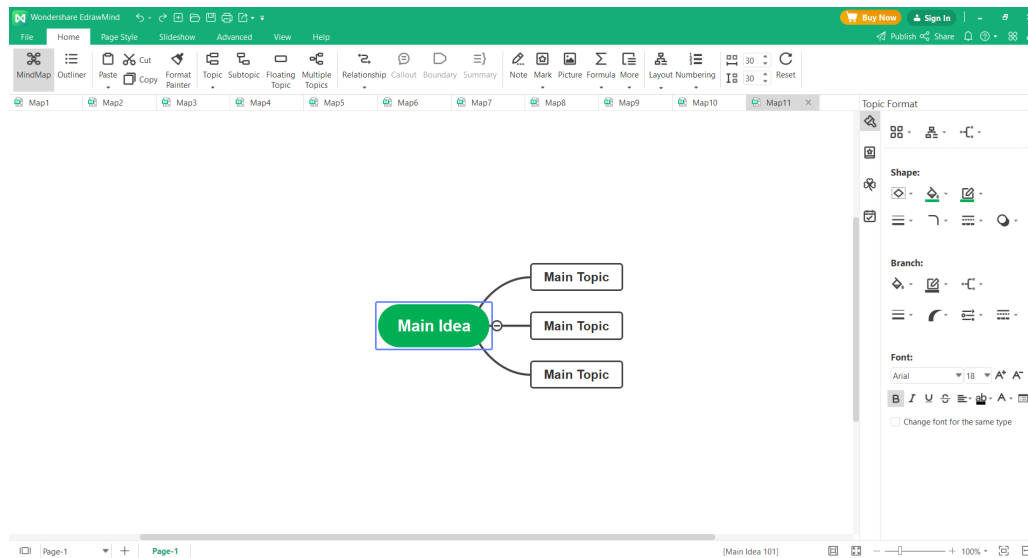 Wondershare EdrawMind
Buy Now
Sign In
File Home Page Style Slideshow Advanced View Help
Publish Share
MindMap Outliner Paste Cut Copy Format Painter Topic Subtopic Floating Topic Multiple Topics Relationship Callout Boundary Summary Note Mark Picture Formula More Layout Numbering 30 30 Reset
Map1 Map2 Map3 Map4 Map5 Map6 Map7 Map8 Map9 Map10 Map11
Topic Format
Shape:
Branch:
Main Topic
Main Idea
Main Topic
Main Topic
Font:
Arial 18 A+ A-
B I U S ab A
Change font for the same type
Page-1 Page-1 [Main Idea 101] 100%